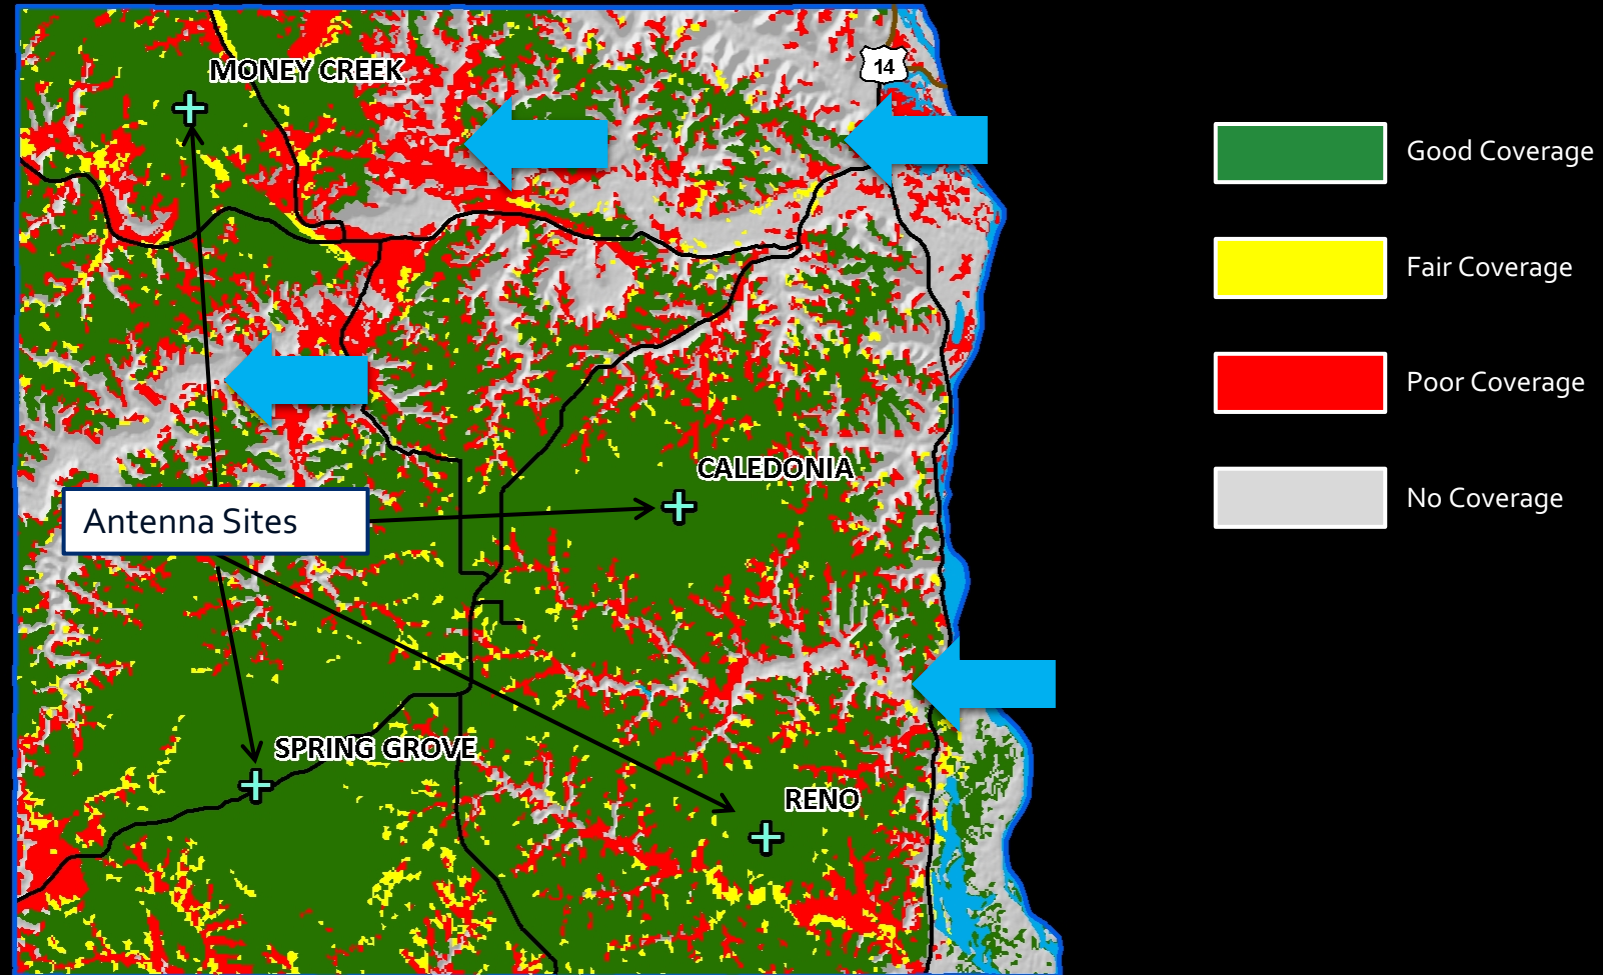 MONEY CREEK
14
CALEDONIA
Antenna Sites
SPRING GROVE
RENO
Good Coverage
Fair Coverage
Poor Coverage
No Coverage